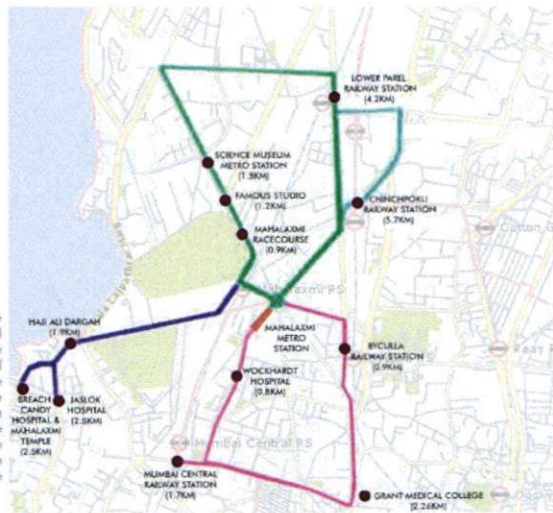 LOWER PAREL
RAILWAY STATION
(4.2KM)
SCIENCE MUSEUM
METRO STATION
(1.5KM)
FAMOUS STUDIO
(1.2KM)
MAHALAXMI
RACECOURSE
(0.9KM)
CHINCHPOKLI
RAILWAY STATION
(5.7KM)
Cotton G
HAJI ALI DARGAH
(1.9KM)
MAHALAXMI
METRO
STATION
BYCULLA
RAILWAY STATION
(0.9KM)
Reay R
WOCKHARDT
HOSPITAL
(0.8KM)
BREACH
CANDY
HOSPITAL &
MAHALAXMI
TEMPLE
(2.5KM)
JASLOK
HOSPITAL
(2.5KM)
Mumbai Central RS
MUMBAI CENTRAL
RAILWAY STATION
(1.7KM)
GRANT MEDICAL COLLEGE
(2.26KM)